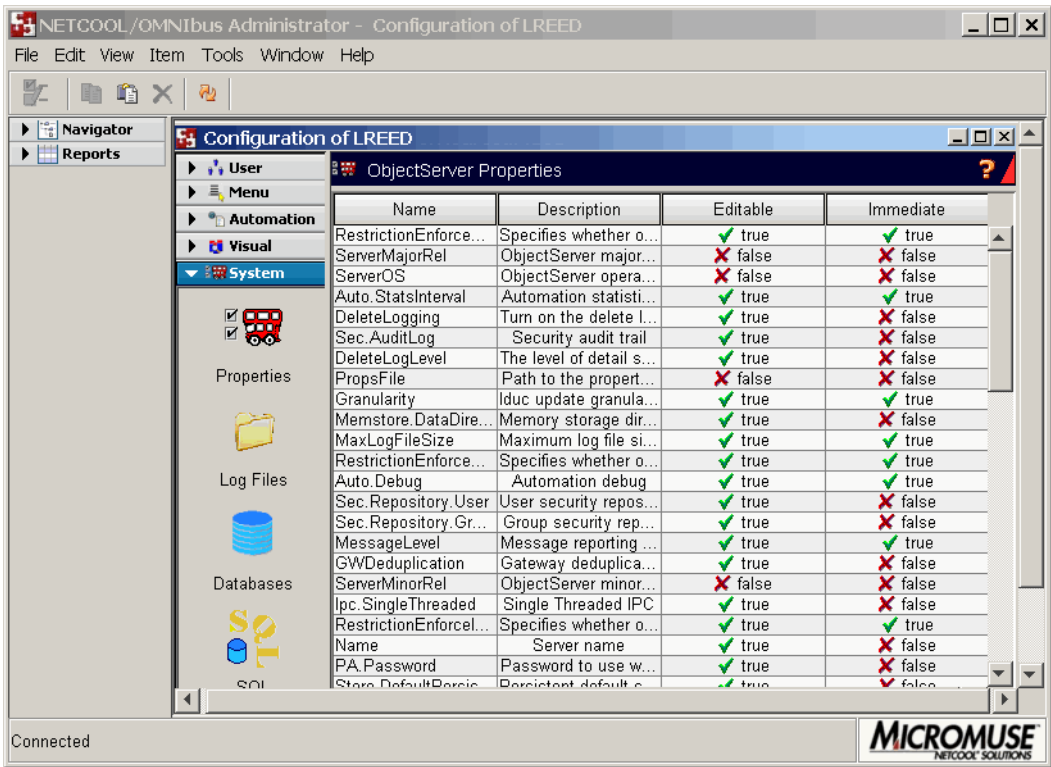 NETCOOL/OMNIbus Administrator - Configuration of LREED
File Edit View Item Tools Window Help
Navigator
Reports
Configuration of LREED
User
Menu
Automation
Visual
System
Properties
Log Files
Databases
SQL
SQL
ObjectServer Properties ?
Name Description Editable Immediate
RestrictionEnforce... Specifies whether o... true true
ServerMajorRel ObjectServer major... false false
ServerOS ObjectServer opera... false false
Auto.StatsInterval Automation statisti... true true
DeleteLogging Turn on the delete l... true false
Sec.AuditLog Security audit trail true false
DeleteLogLevel The level of detail s... true false
PropsFile Path to the propert... false false
Granularity Iduc update granula... true true
Memstore.DataDire... Memory storage dir... true false
MaxLogFileSize Maximum log file si... true true
RestrictionEnforce... Specifies whether o... true true
Auto.Debug Automation debug true true
Sec.Repository.User User security repos... true false
Sec.Repository.Gr... Group security rep... true false
MessageLevel Message reporting ... true true
GWDeduplication Gateway deduplica... true false
ServerMinorRel ObjectServer minor... false false
Ipc.SingleThreaded Single Threaded IPC true false
RestrictionEnforcel... Specifies whether o... true true
Name Server name true false
PA.Password Password to use w... true false
Store.DefaultPersis... Persistent default s... true false
Connected
MICROMUSE
NETCOOL® SOLUTIONS